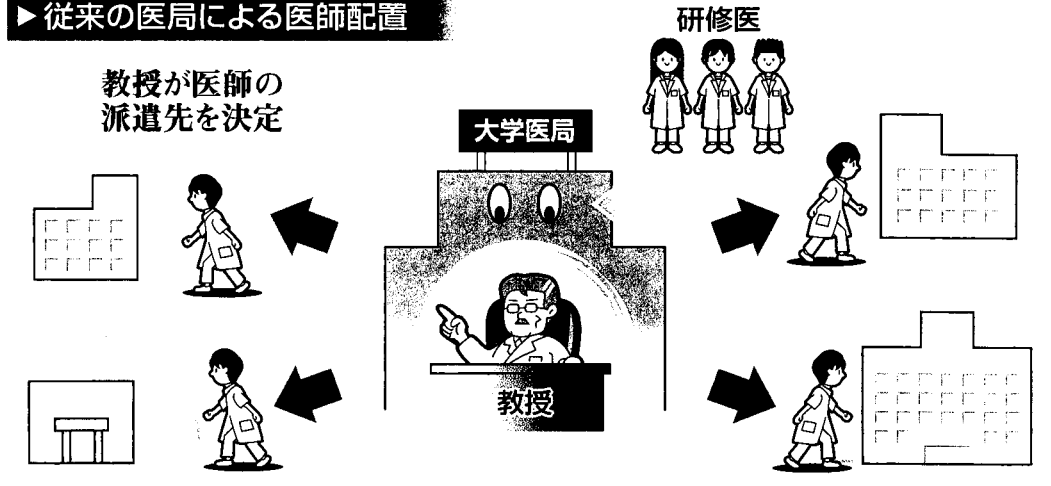 ▶従来の医局による医師配置
研修医
教授が医師の
派遣先を決定
大学医局
教授